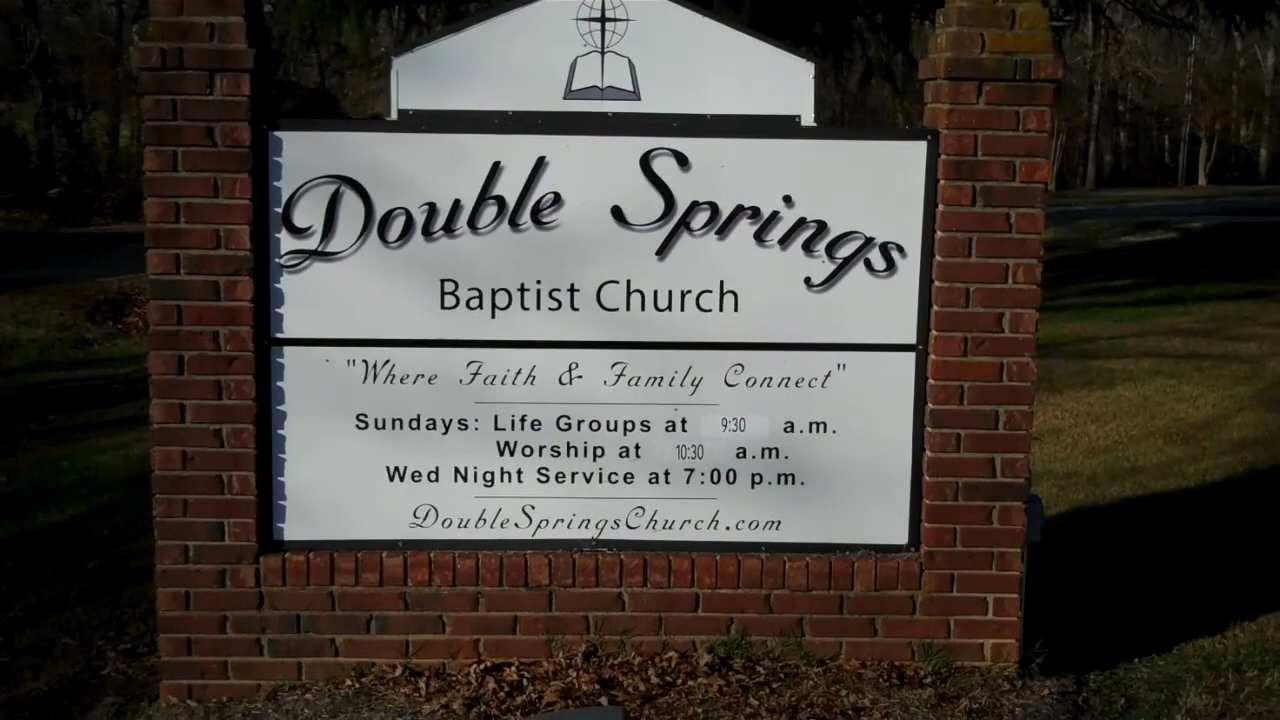 Double Springs
Baptist Church
"Where Faith & Family Connect"
Sundays: Life Groups at 9:30 a.m.
Worship at 10:30 a.m.
Wed Night Service at 7:00 p.m.
DoubleSpringsChurch.com